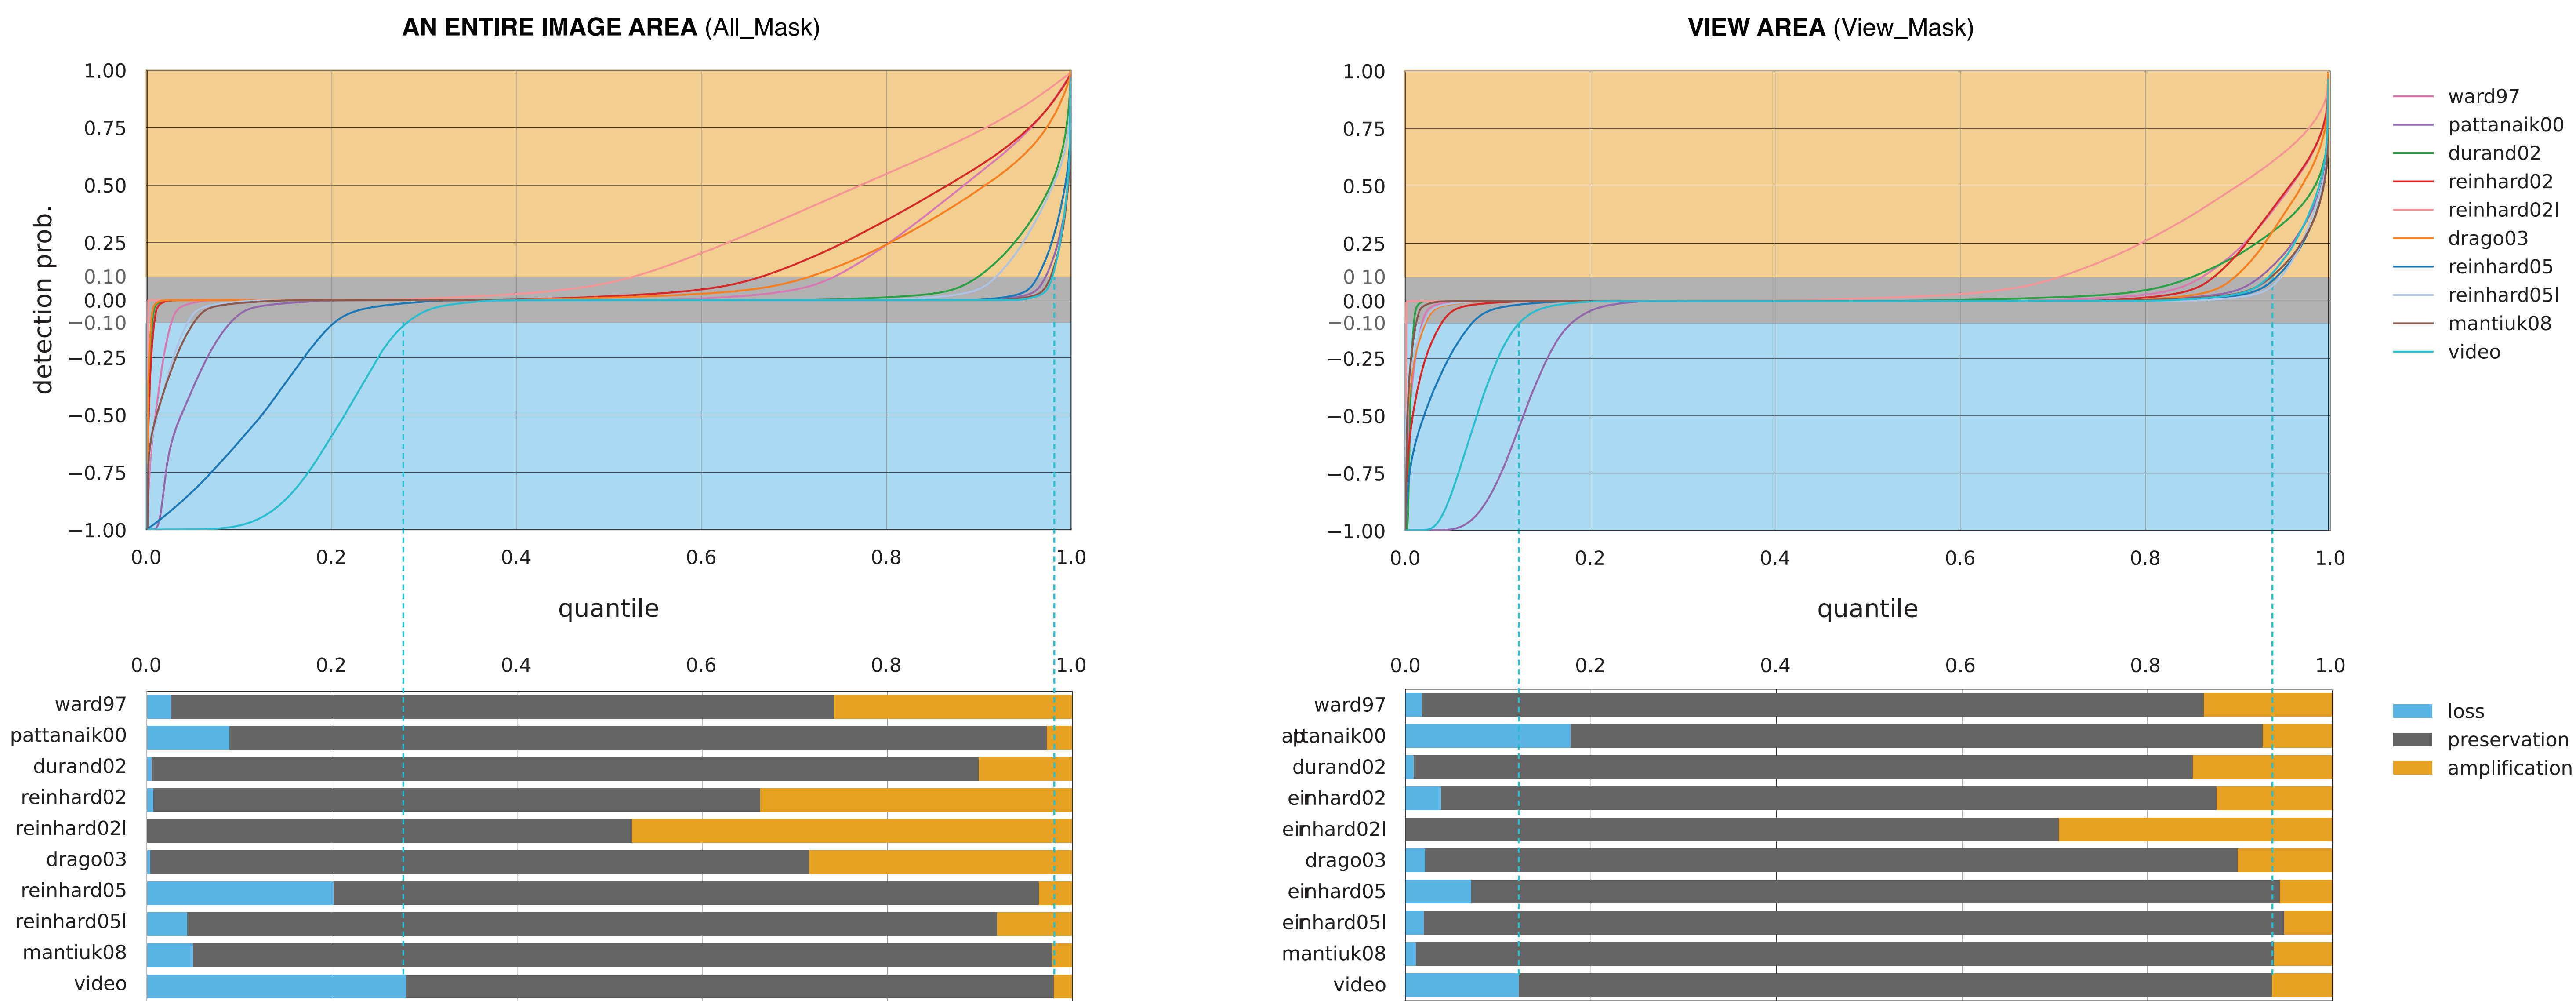 AN ENTIRE IMAGE AREA (All_Mask)
detection prob.
1.00
0.75
0.50
0.25
0.10
0.00
−0.10
−0.25
−0.50
−0.75
−1.00
0.0 0.2 0.4 0.6 0.8 1.0
quantile
0.0 0.2 0.4 0.6 0.8 1.0
ward97
pattanaik00
durand02
reinhard02
reinhard02l
drago03
reinhard05
reinhard05l
mantiuk08
video
VIEW AREA (View_Mask)
1.00
0.75
0.50
0.25
0 10
0.00
−0.10
−0.25
−0.50
−0.75
−1.00
0.0 0.2 0.4 0.6 0.8 1.0
quantile
0.0 0.2 0.4 0.6 0.8 1.0
ward97
durand02
drago03
mantiuk08
video
ward97
pattanaik00
durand02
reinhard02
reinhard02l
drago03
reinhard05
reinhard05l
mantiuk08
video
loss
preservation
amplification